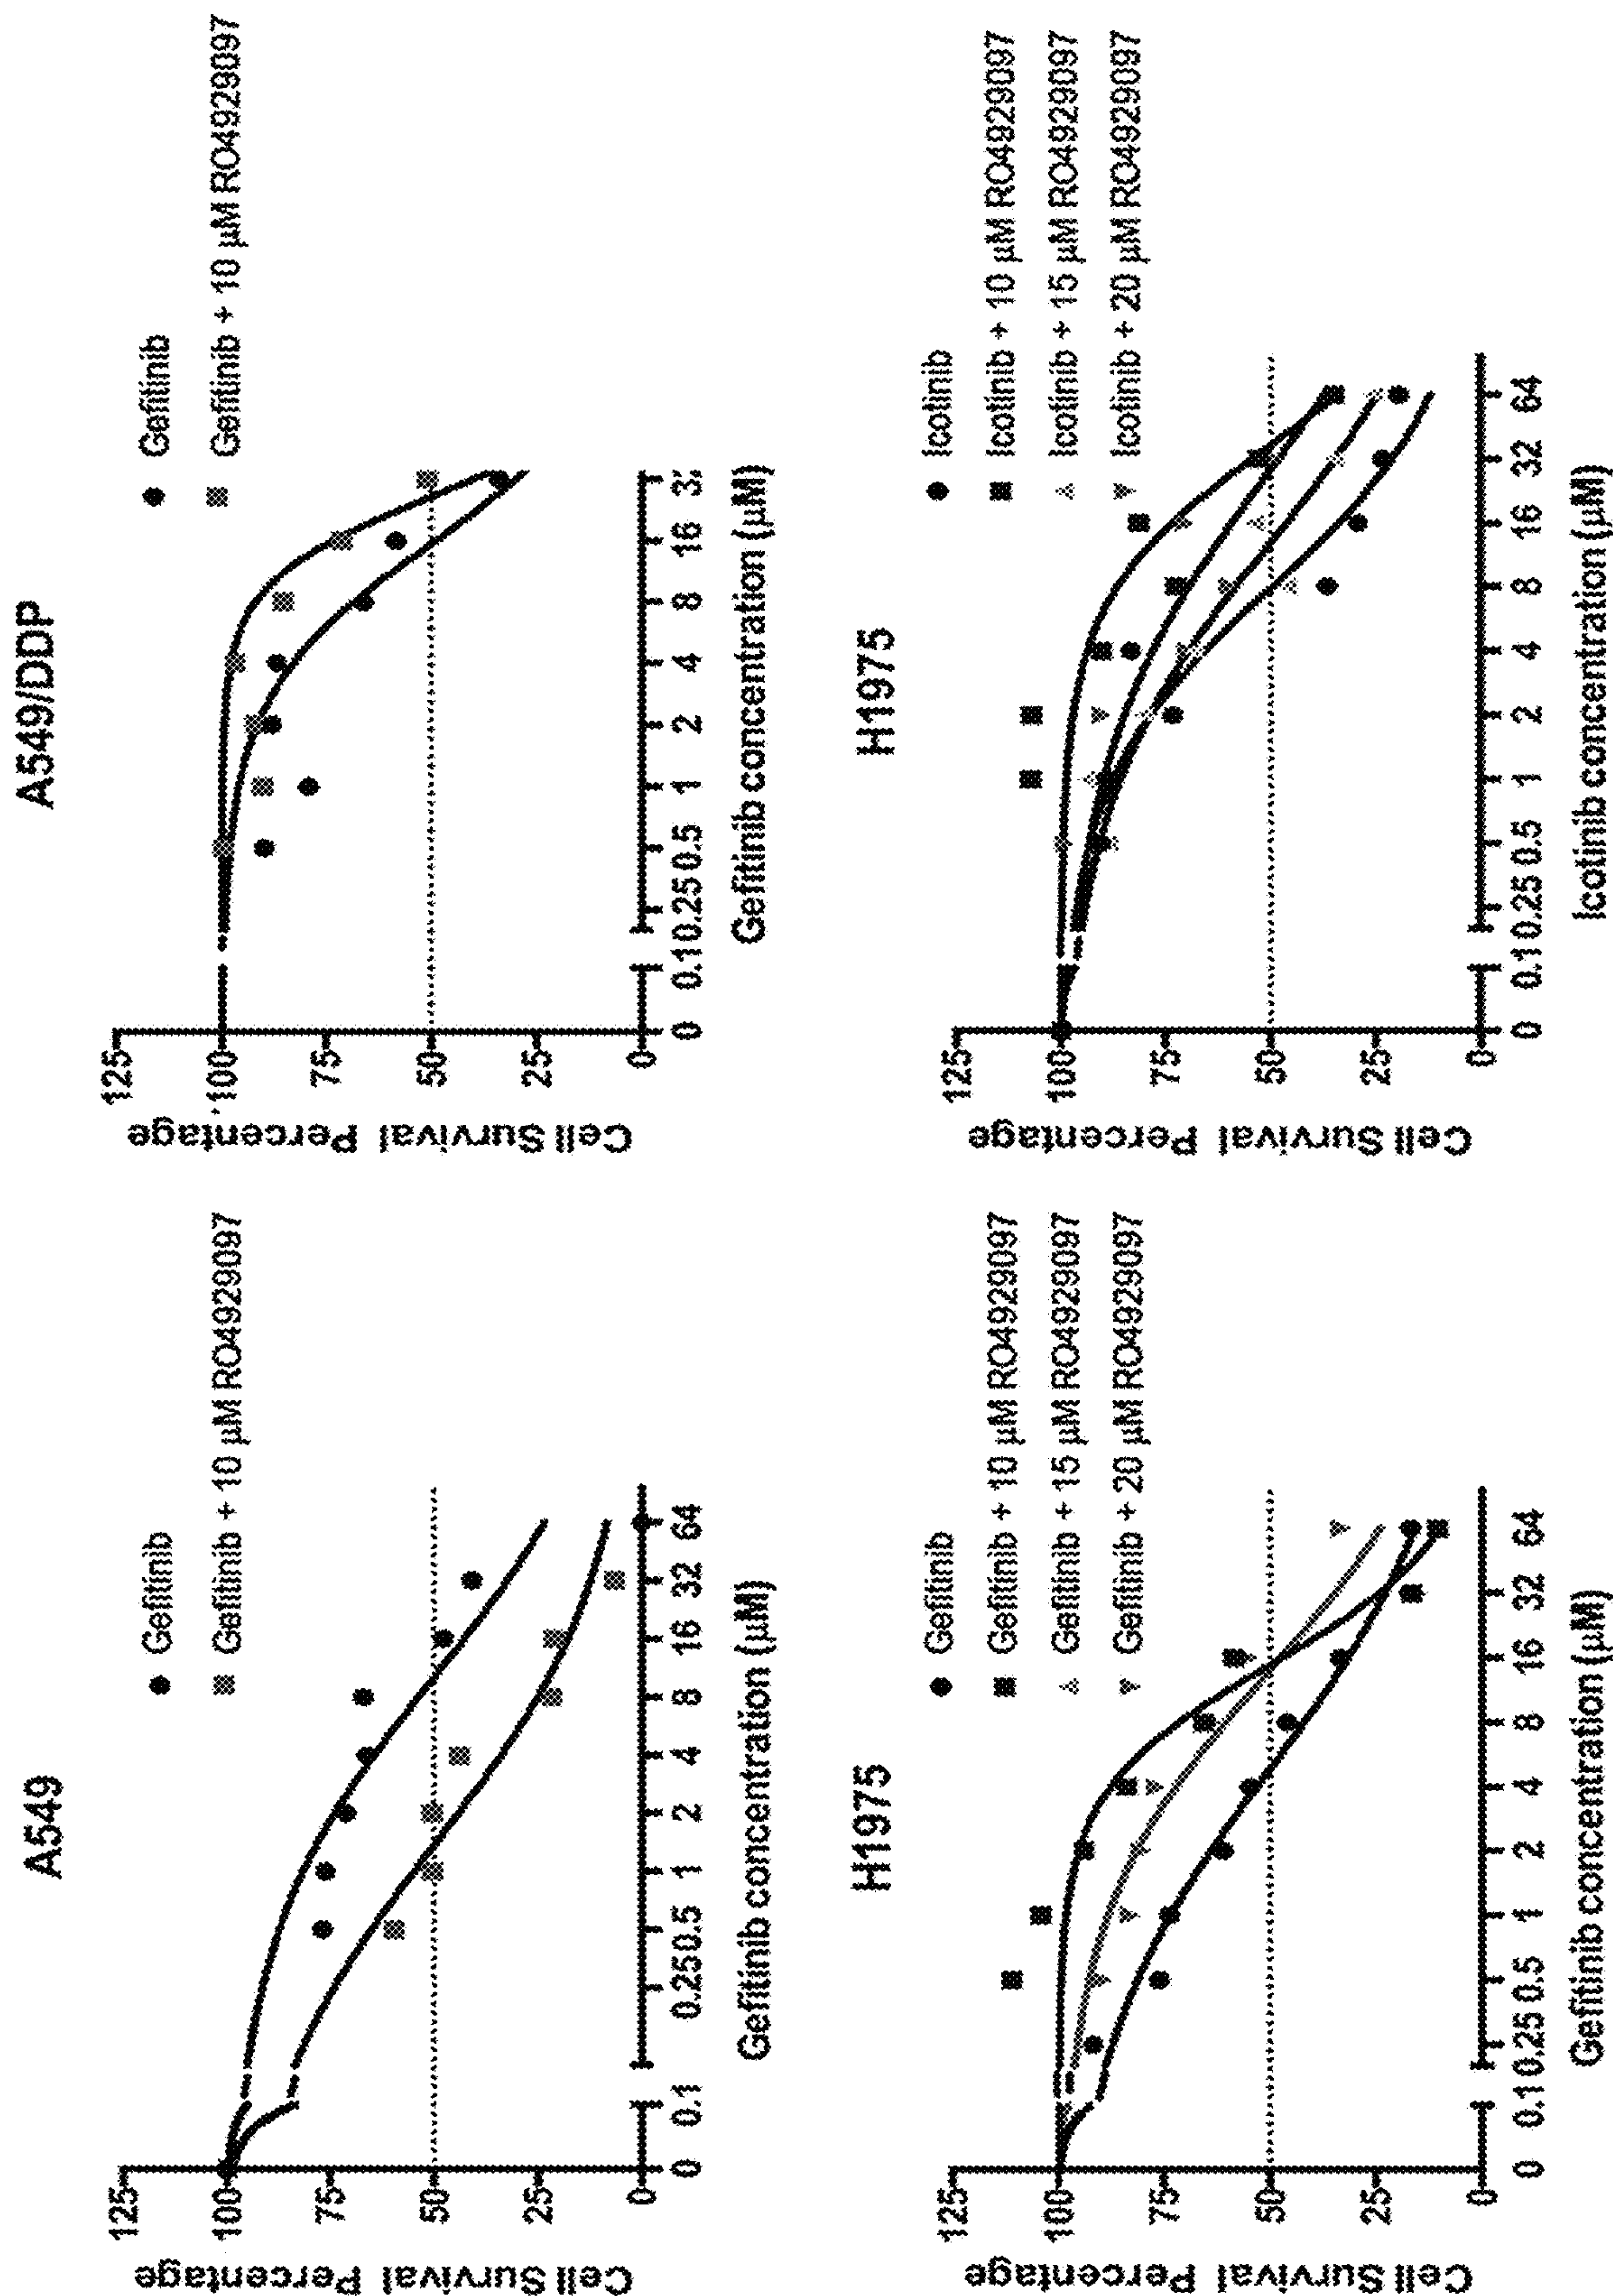 A549
Gefitinib
Gefitinib + 10 µM RO4929097
Cell Survival Percentage
125
100
75
50
25
0
0 0.1 0.25 0.5 1 2 4 8 16 32 64
Gefitinib concentration (µM)
A549/DDP
Gefitinib
Gefitinib + 10 µM RO4929097
Cell Survival Percentage
125
100
75
50
25
0
0 0.1 0.25 0.5 1 2 4 8 16 3
Gefitinib concentration (µM)
H1975
Gefitinib
Gefitinib + 10 µM RO4929097
Gefitinib + 15 µM RO4929097
Gefitinib + 20 µM RO4929097
Cell Survival Percentage
125
100
75
50
25
0
0 0.1 0.25 0.5 1 2 4 8 16 32 64
Gefitinib concentration (µM)
H1975
Icotinib
Icotinib + 10 µM RO4929097
Icotinib + 15 µM RO4929097
Icotinib + 20 µM RO4929097
Cell Survival Percentage
125
100
75
50
25
0
0 0.1 0.25 0.5 1 2 4 8 16 32 64
Icotinib concentration (µM)